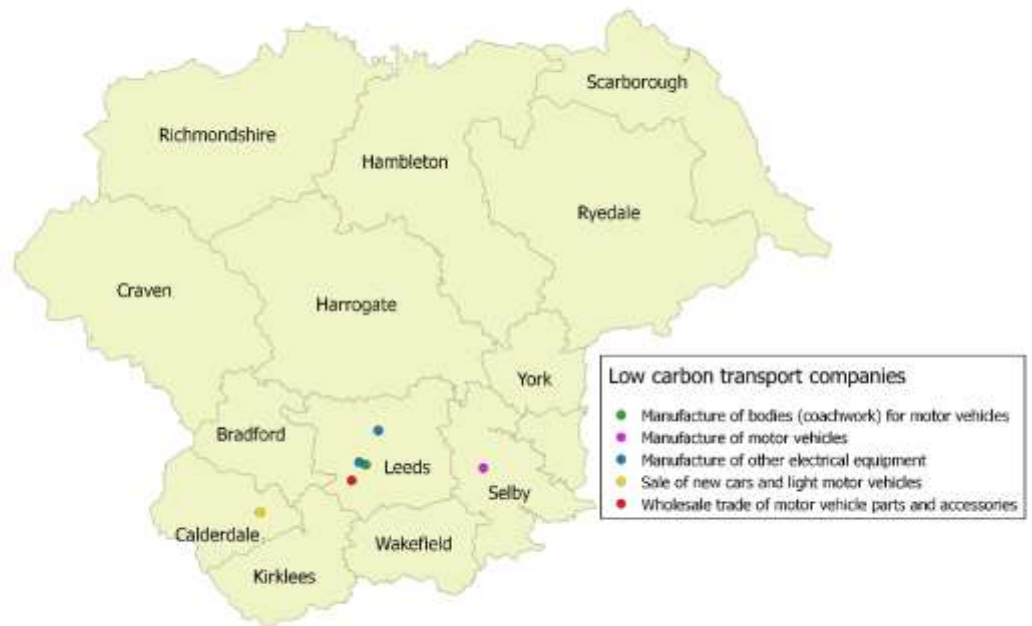 Scarborough
Richmondshire
Hambleton
Ryedale
Craven
Harrogate
York
Bradford
Leeds
Selby
Calderdale
Wakefield
Kirklees
Low carbon transport companies
Manufacture of bodies (coachwork) for motor vehicles
Manufacture of motor vehicles
Manufacture of other electrical equipment
Sale of new cars and light motor vehicles
Wholesale trade of motor vehicle parts and accessories